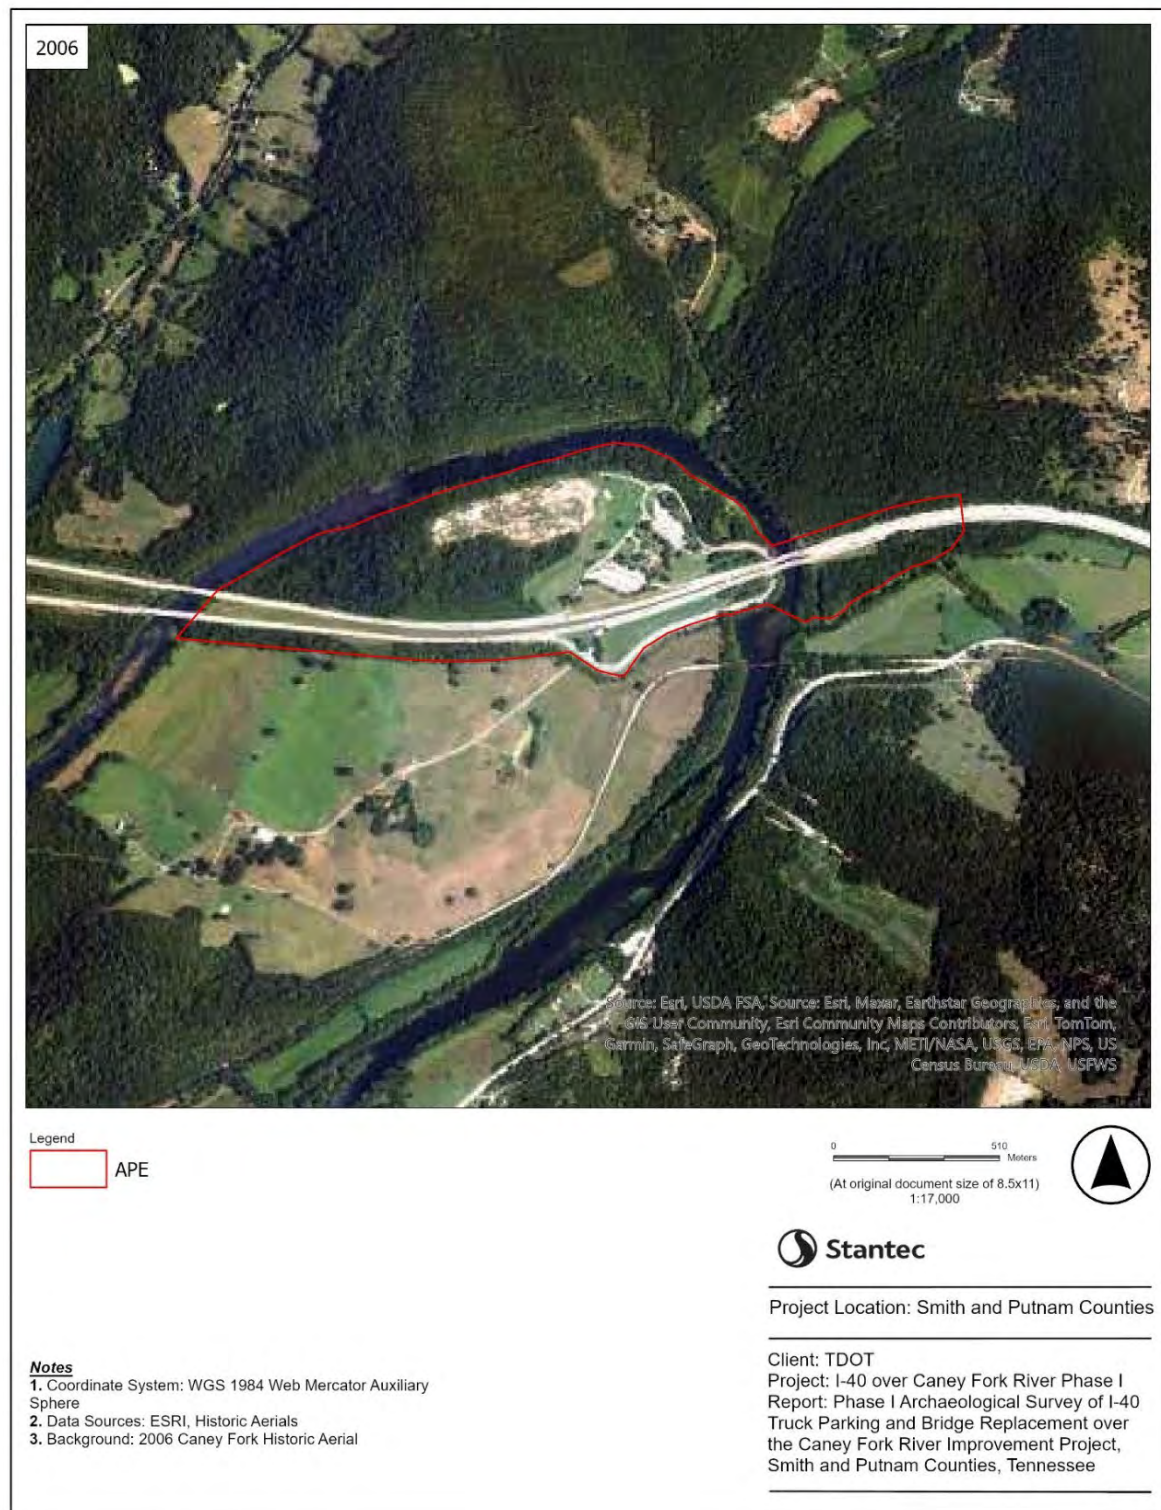 2006
Source: Esri, USDA FSA, Source: Esri, Maxar, Earthstar Geographics, and the
GIS User Community, Esri Community Maps Contributors, Esri, TomTom,
Garmin, SafeGraph, GeoTechnologies, Inc, METI/NASA, USGS, EPA, NPS, US
Census Bureau, USDA, USFWS
Legend
APE
0 510
Meters
(At original document size of 8.5x11)
1:17,000
Stantec
Project Location: Smith and Putnam Counties
Notes
1. Coordinate System: WGS 1984 Web Mercator Auxiliary
Sphere
2. Data Sources: ESRI, Historic Aerials
3. Background: 2006 Caney Fork Historic Aerial
Client: TDOT
Project: I-40 over Caney Fork River Phase I
Report: Phase I Archaeological Survey of I-40
Truck Parking and Bridge Replacement over
the Caney Fork River Improvement Project,
Smith and Putnam Counties, Tennessee